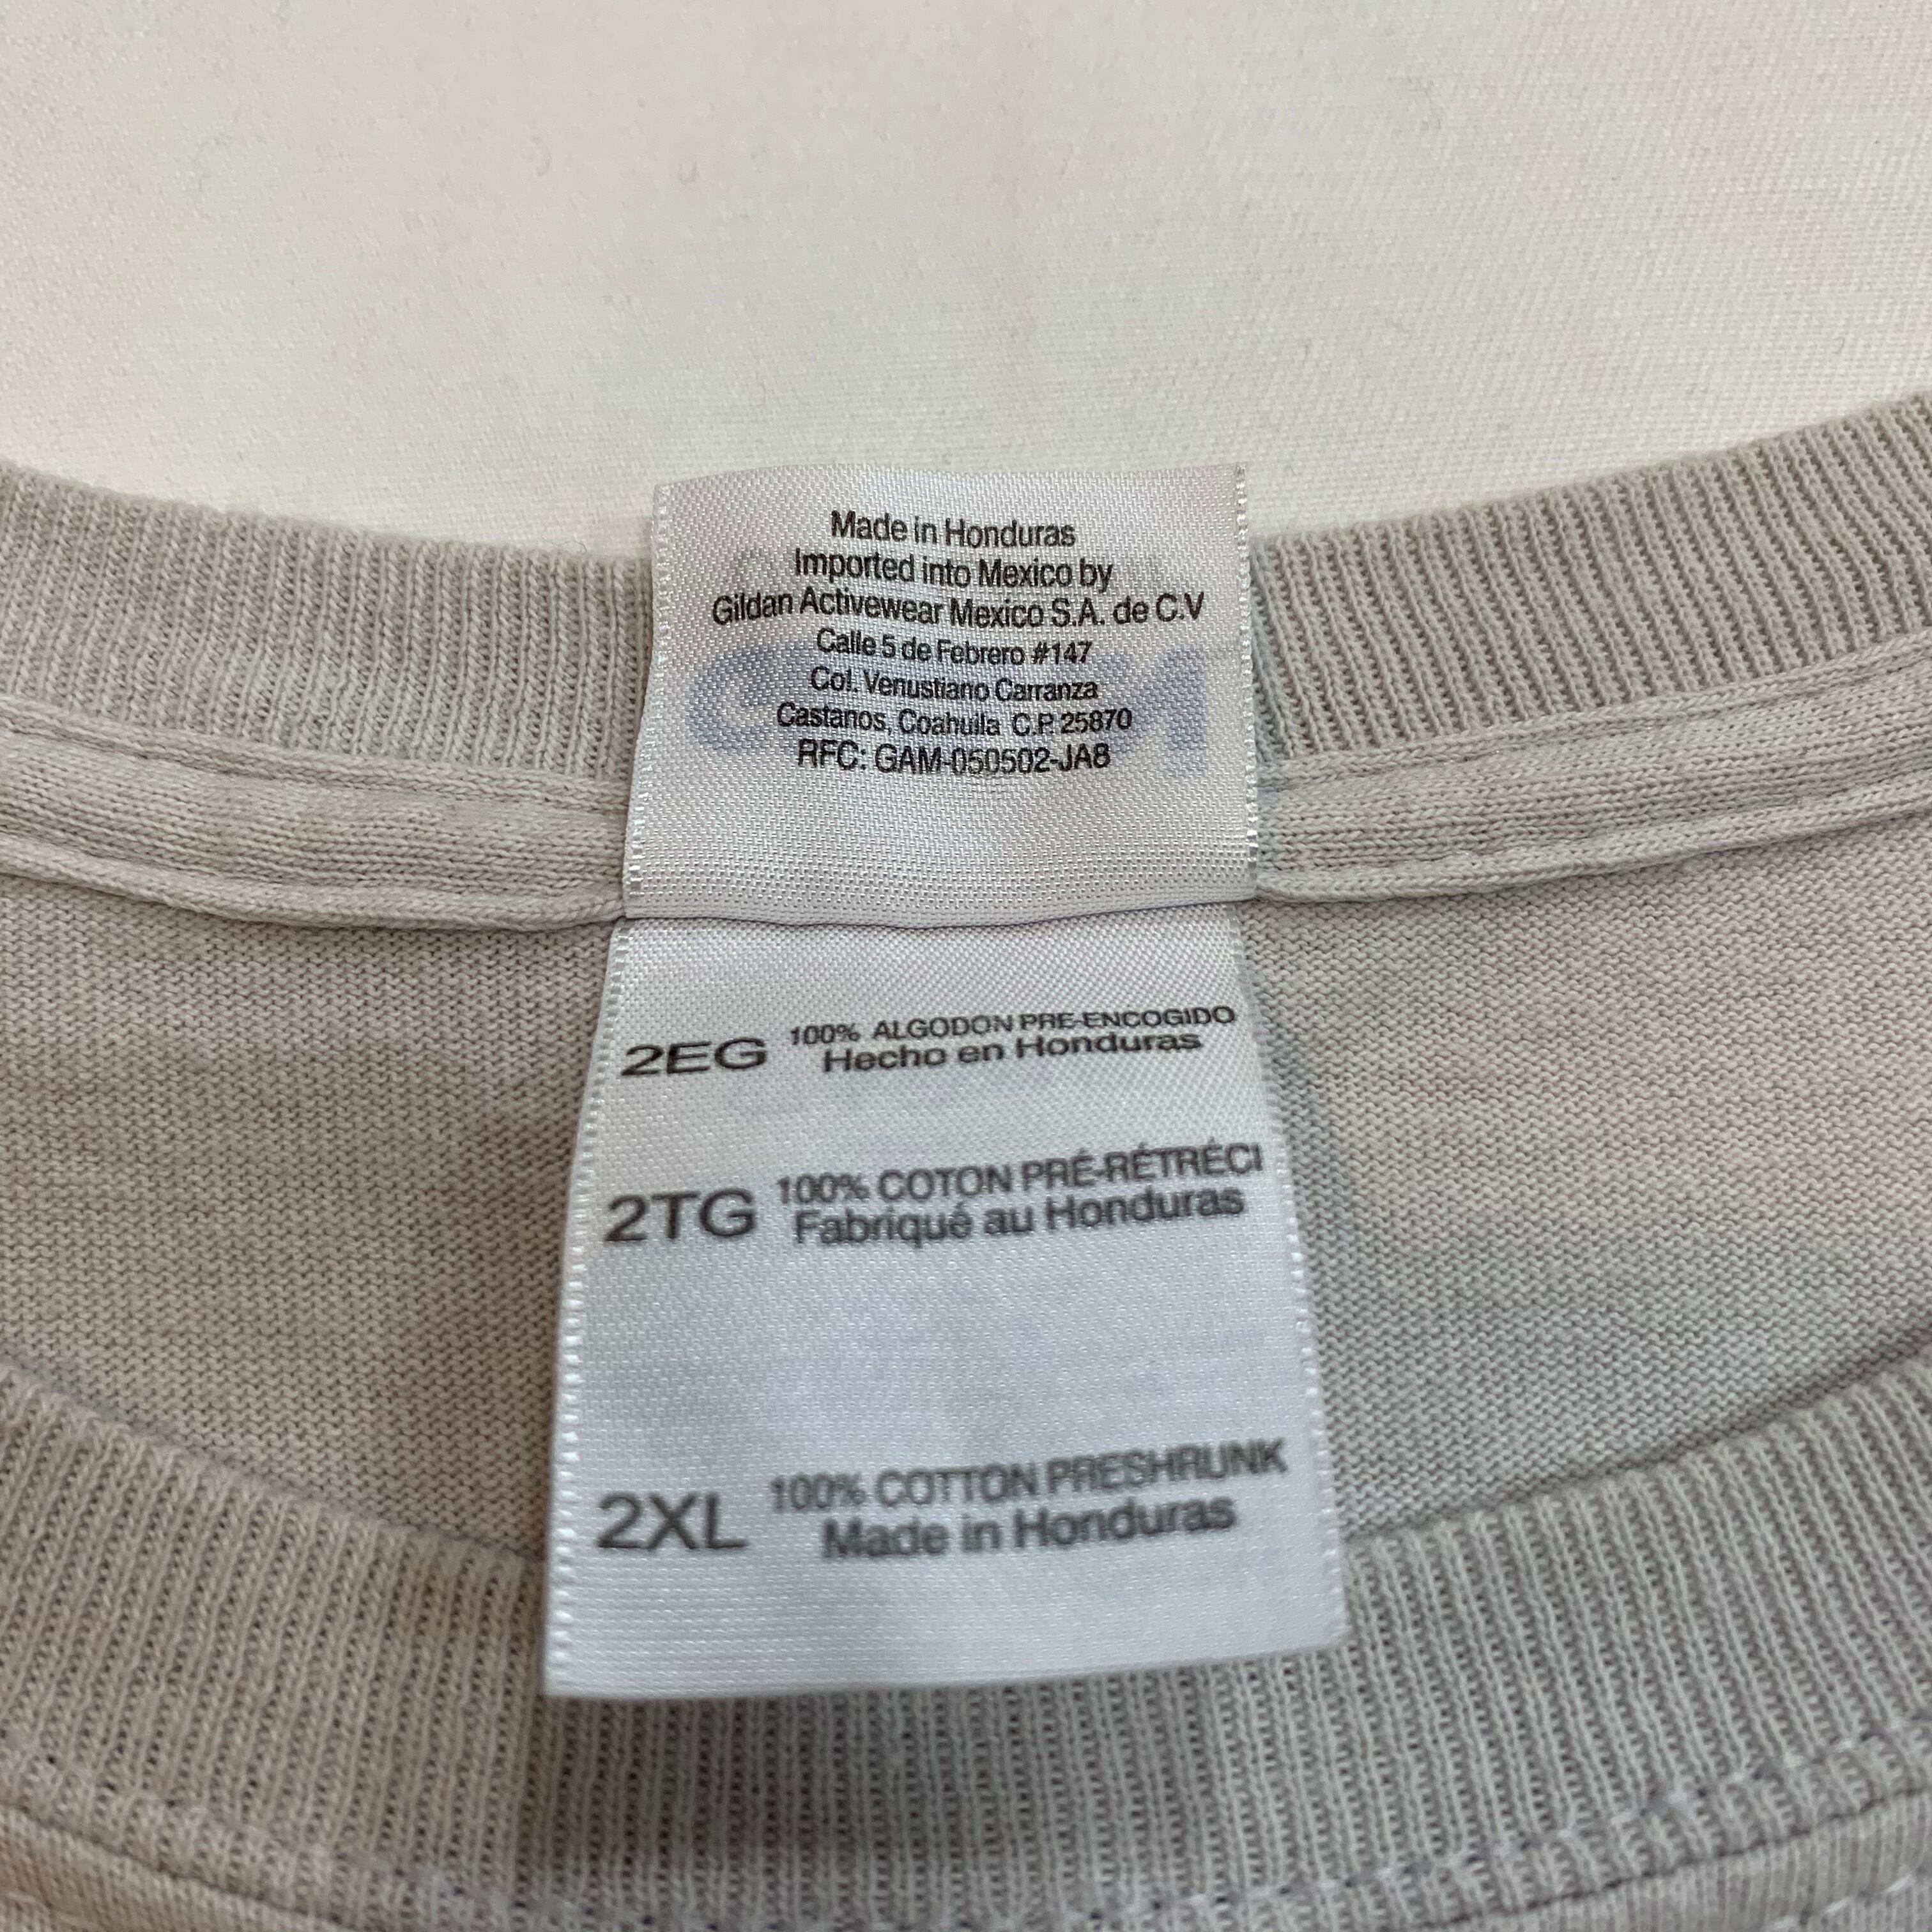 Made in Honduras
Imported into Mexico by
Gildan Activewear Mexico S.A. de C.V
Calle 5 de Febrero #147
Col. Venustiano Carranza
Castanos, Coahuila C.P. 25870
RFC: GAM-050502-JA8
2EG 100% ALGODON PRE-ENCOGIDO
Hecho en Honduras
2TG 100% COTON PRÉ-RÉTRÉCI
Fabriqué au Honduras
2XL 100% COTTON PRESHRUNK
Made in Honduras